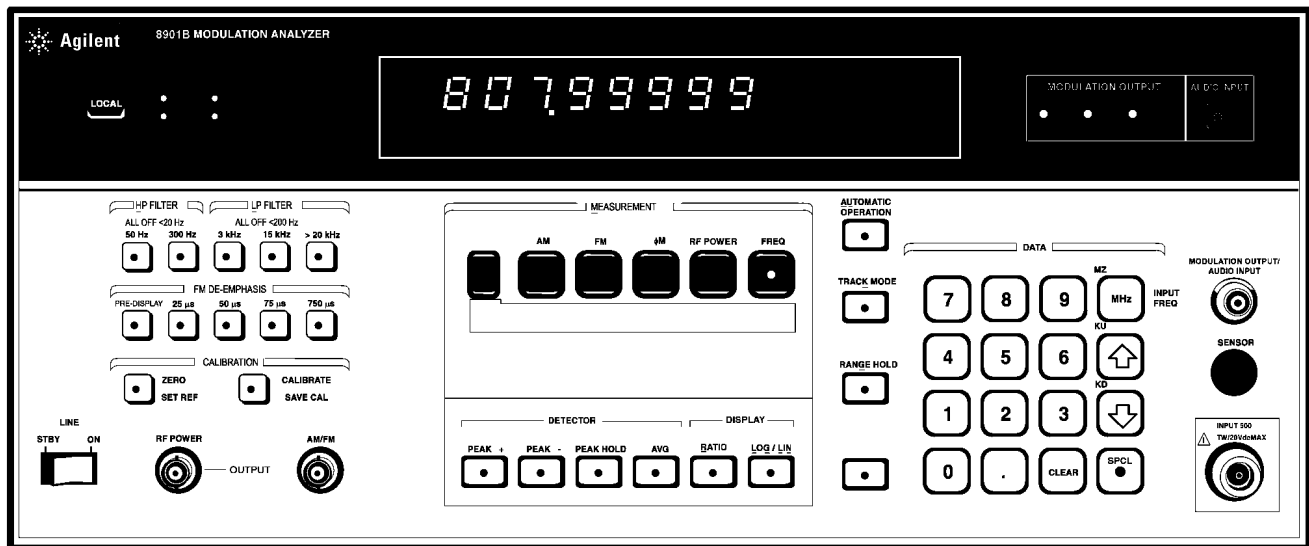 Agilent 8901B MODULATION ANALYZER
LOCAL
807.99999
MODULATION OUTPUT
AUDIO INPUT
HP FILTER
LP FILTER
ALL OFF <20 Hz
ALL OFF <200 Hz
50 Hz 300 Hz 3 kHz 15 kHz > 20 kHz
FM DE-EMPHASIS
PRE-DISPLAY 25 µs 50 µs 75 µs 750 µs
CALIBRATION
ZERO
SET REF
CALIBRATE
SAVE CAL
LINE
STBY ON
RF POWER
OUTPUT
AM/FM
MEASUREMENT
AM FM ɸM RF POWER FREQ
DETECTOR
DISPLAY
PEAK + PEAK - PEAK HOLD AVG RATIO LOG / LIN
AUTOMATIC
OPERATION
TRACK MODE
RANGE HOLD
DATA
MZ
7 8 9 MHz
INPUT
FREQ
KU
4 5 6
KD
1 2 3
0 . CLEAR SPCL
MODULATION OUTPUT/
AUDIO INPUT
SENSOR
INPUT 500
TW/20VdcMAX